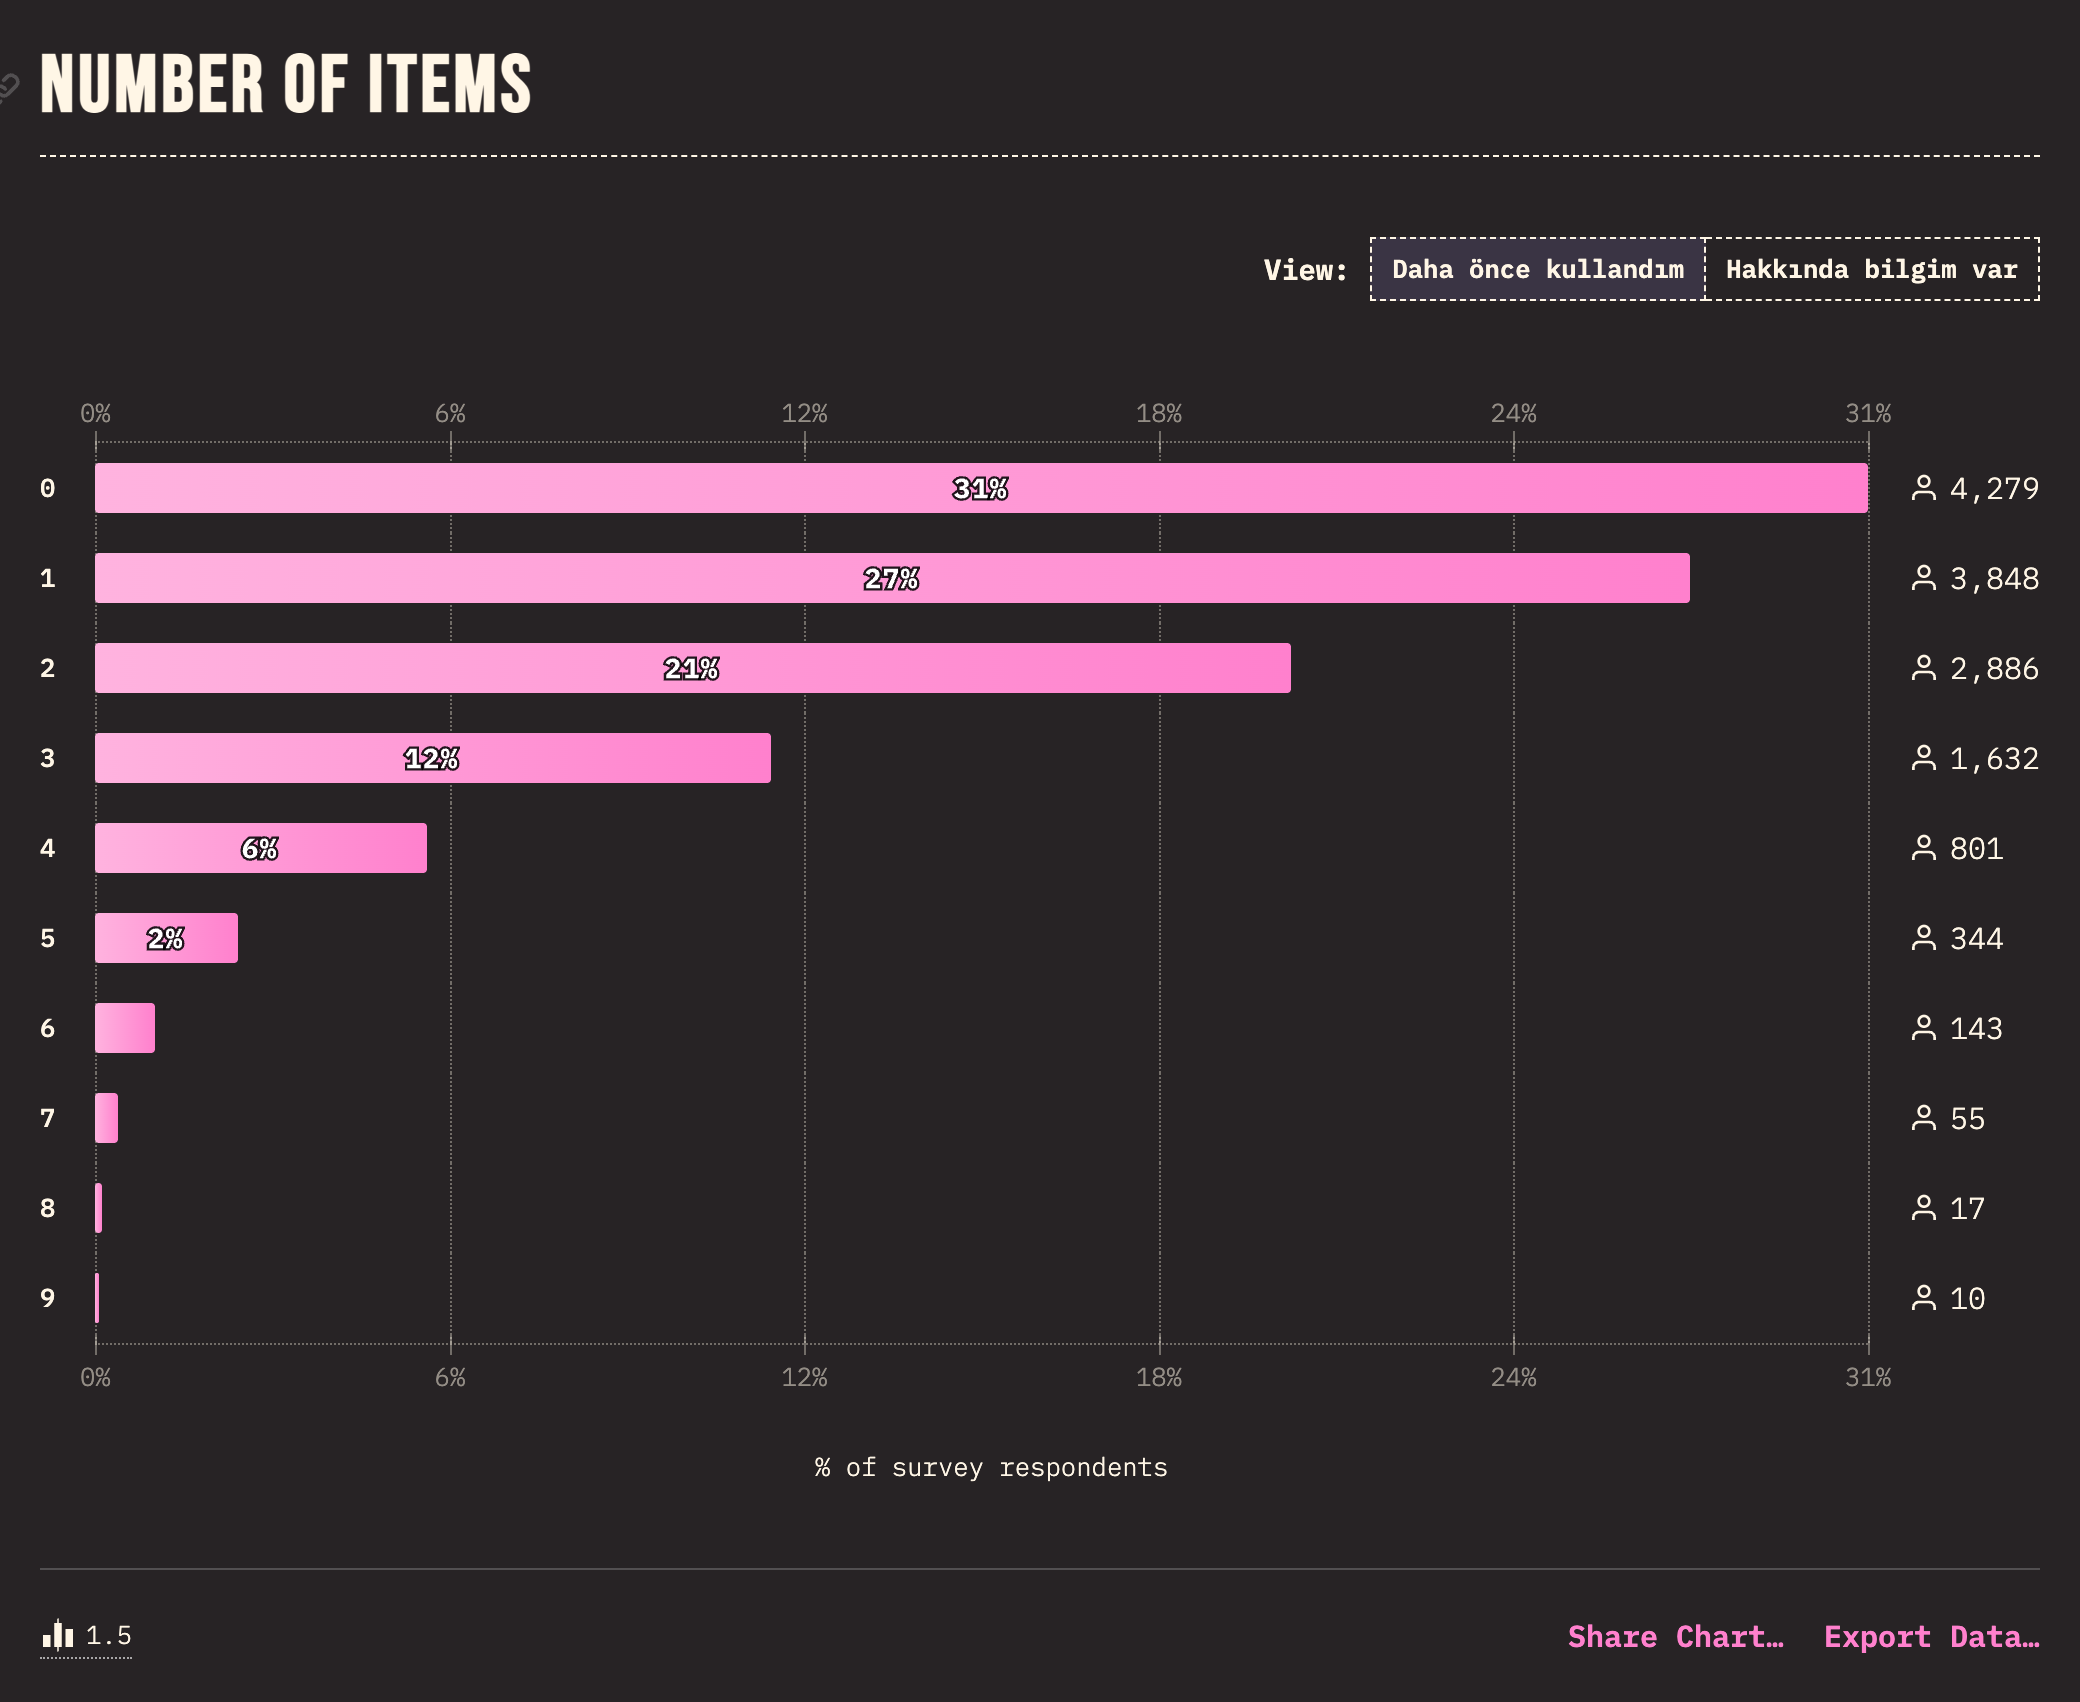 NUMBER OF ITEMS
View: Daha önce kullandım Hakkında bilgim var
0% 6% 12% 18% 24% 31%
0 31% 4,279
1 27% 3,848
2 21% 2,886
3 12% 1,632
4 6% 801
5 2% 344
6 143
7 55
8 17
9 10
0% 6% 12% 18% 24% 31%
% of survey respondents
1.5 Share Chart… Export Data…